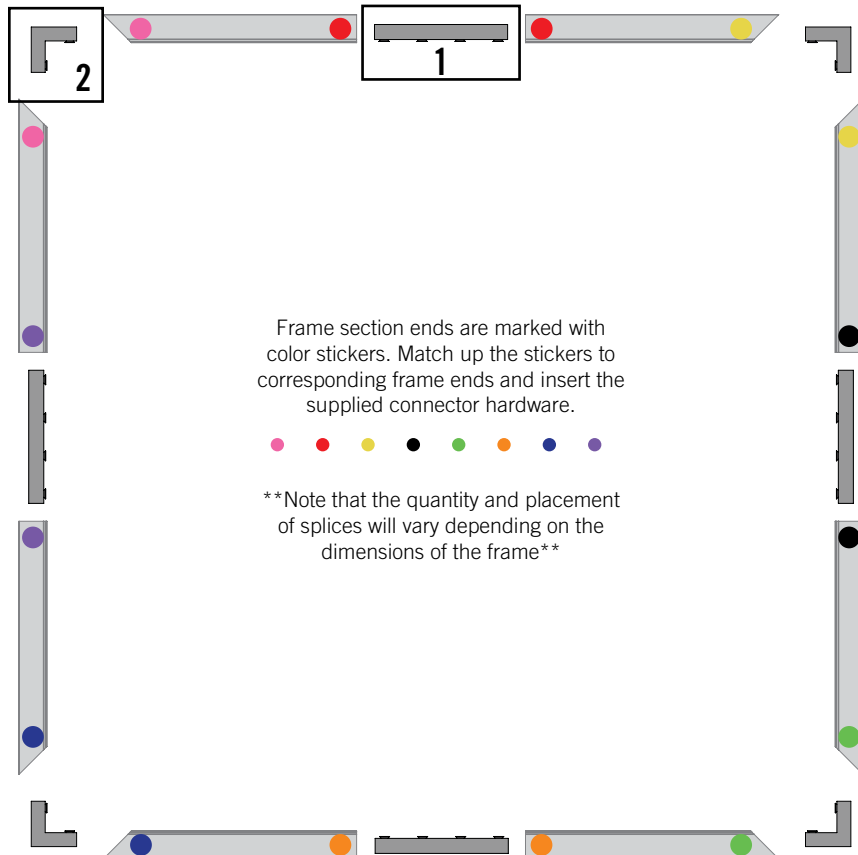 1
2
Frame section ends are marked with
color stickers. Match up the stickers to
corresponding frame ends and insert the
supplied connector hardware.
**Note that the quantity and placement
of splices will vary depending on the
dimensions of the frame**